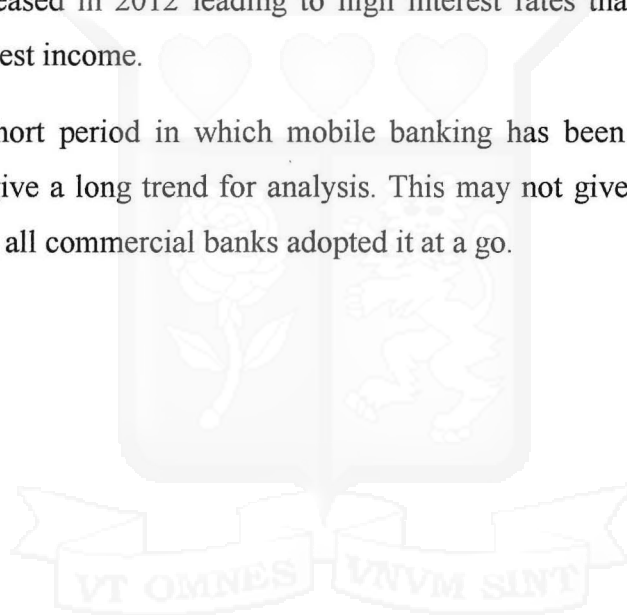 eased in 2012 leading to high interest rates tha
est income.
hort period in which mobile banking has been
ive a long trend for analysis. This may not give
all commercial banks adopted it at a go.
VT OMNES VNVM SINT